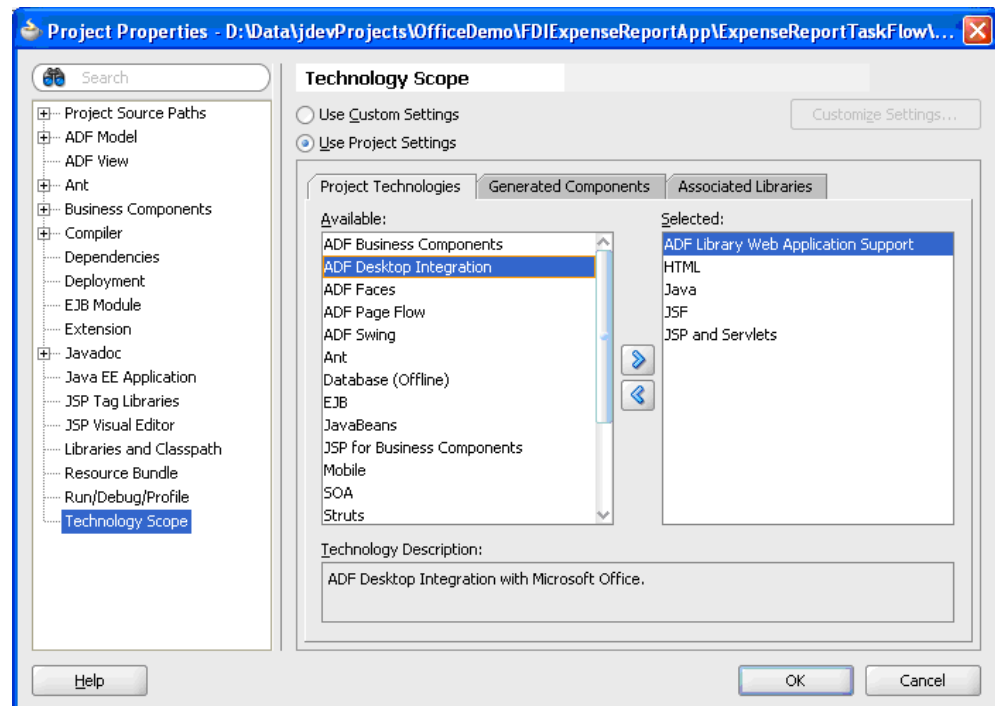 Project Properties - D:\Data\jdevProjects\OfficeDemo\FDIExpenseReportApp\ExpenseReportTaskFlow\...
Search
Project Source Paths
ADF Model
ADF View
Ant
Business Components
Compiler
Dependencies
Deployment
EJB Module
Extension
Javadoc
Java EE Application
JSP Tag Libraries
JSP Visual Editor
Libraries and Classpath
Resource Bundle
Run/Debug/Profile
Technology Scope
Technology Scope
Use Custom Settings
Customize Settings...
Use Project Settings
Project Technologies
Generated Components
Associated Libraries
Available:
ADF Business Components
ADF Desktop Integration
ADF Faces
ADF Page Flow
ADF Swing
Ant
Database (Offline)
EJB
JavaBeans
JSP for Business Components
Mobile
SOA
Struts
Selected:
ADF Library Web Application Support
HTML
Java
JSF
JSP and Servlets
Technology Description:
ADF Desktop Integration with Microsoft Office.
Help
OK
Cancel